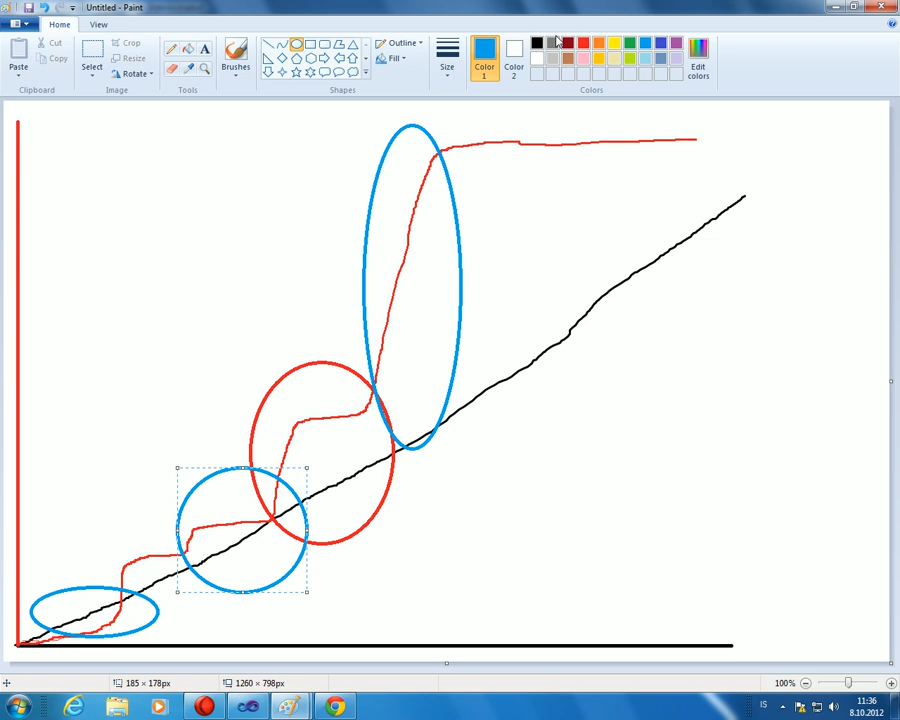 Untitled - Paint
Home
View
Paste
Cut
Copy
Clipboard
Select
Crop
Resize
Rotate
Image
A
Tools
Brushes
Outline
Fill
Shapes
Size
Color
1
Color
2
Edit
colors
Colors
185 × 178px
1260 × 798px
100%
IS
11:36
8.10.2012